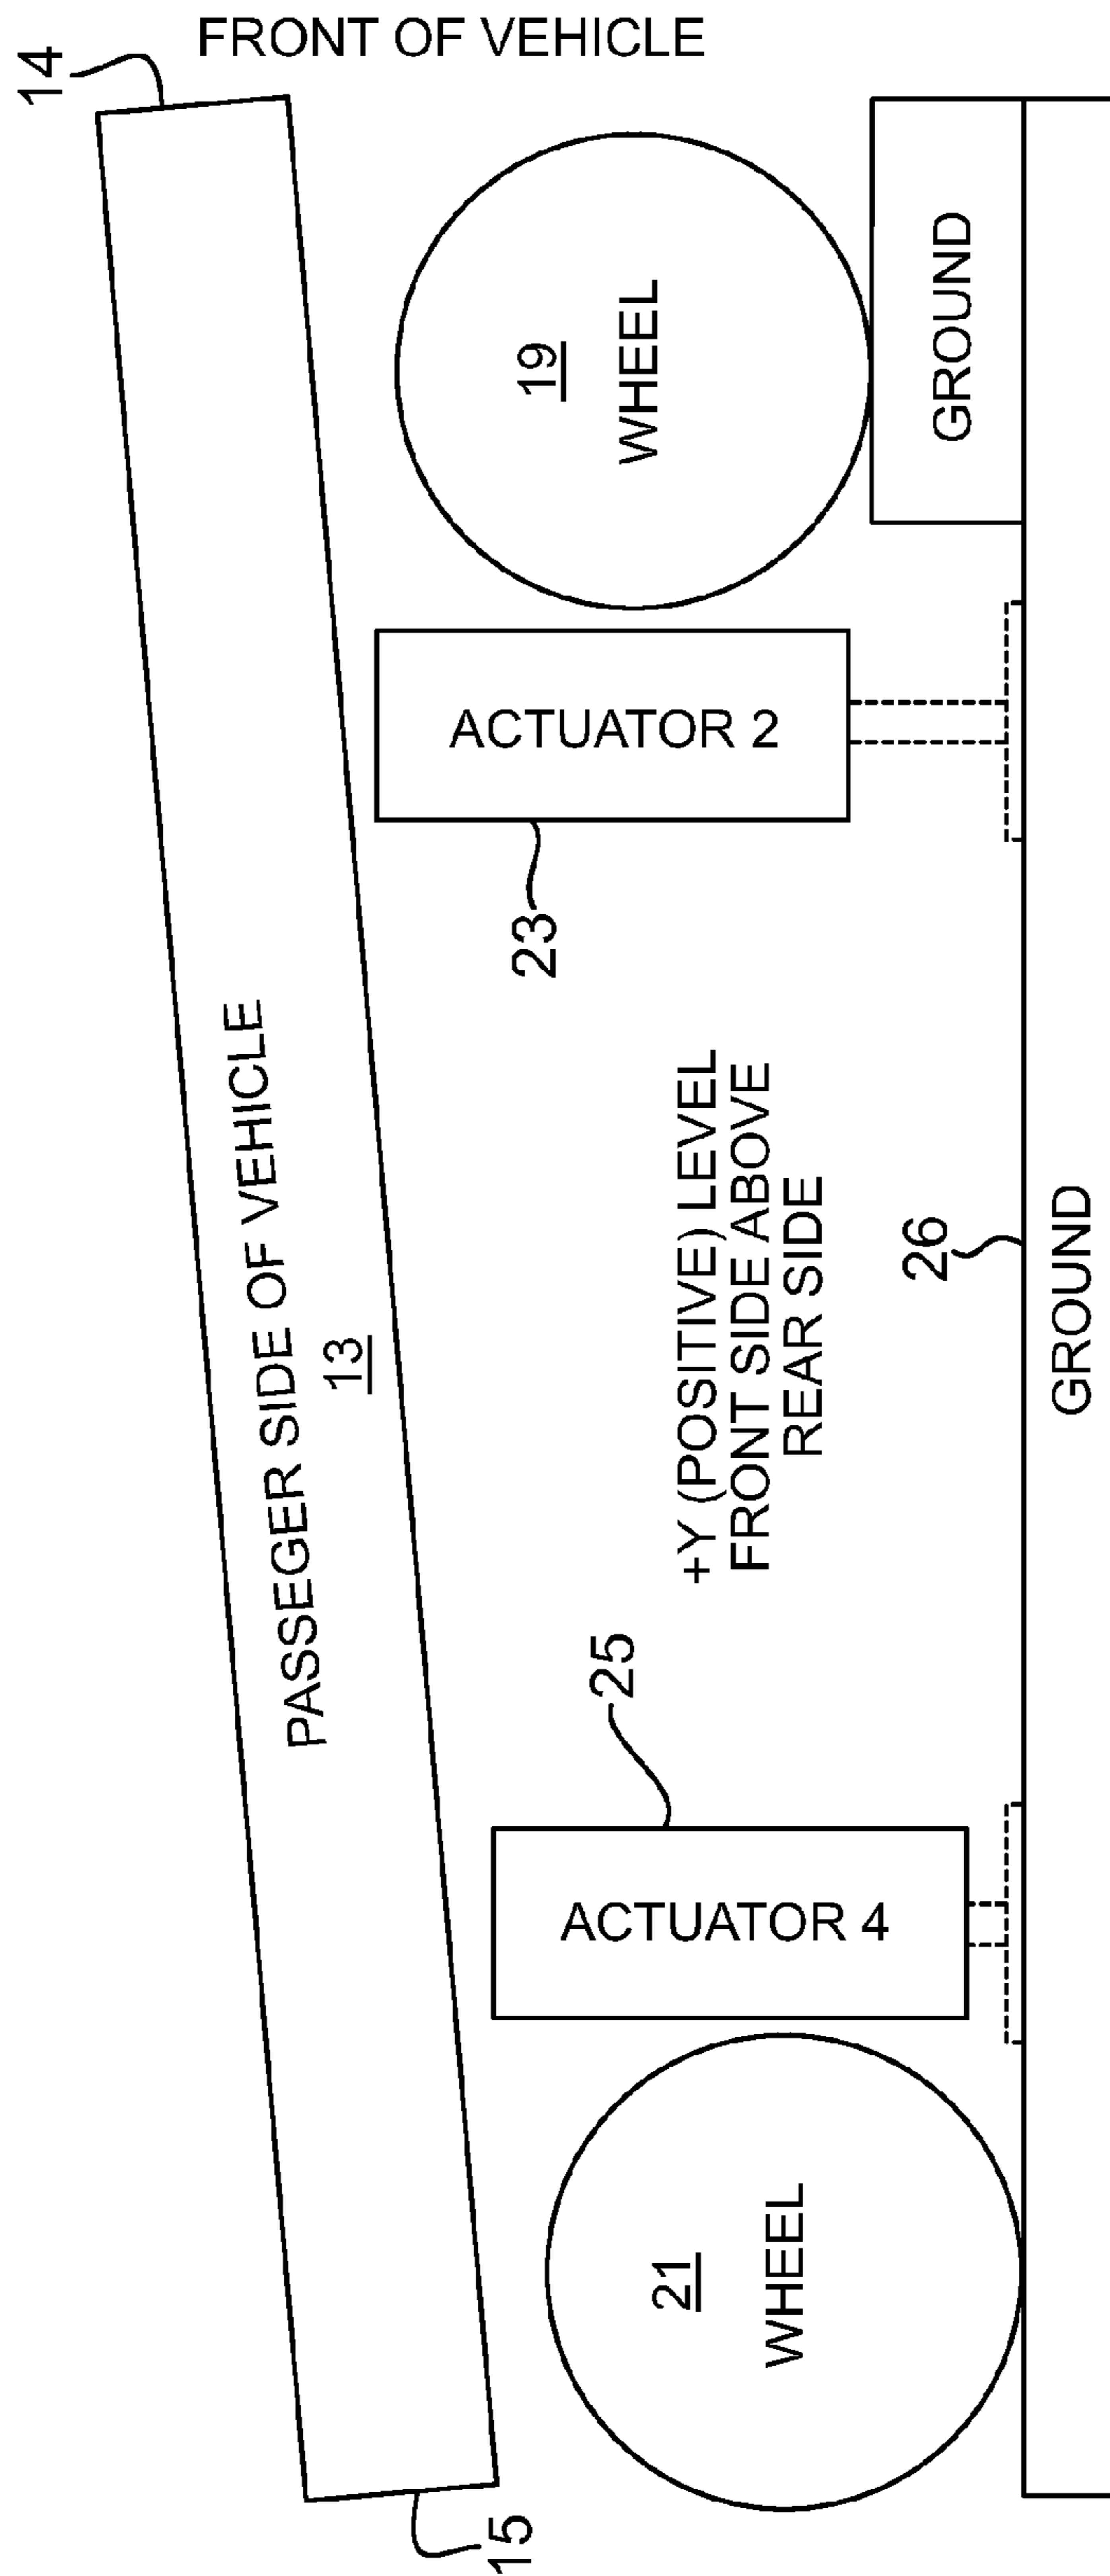 14
FRONT OF VEHICLE
PASSEGER SIDE OF VEHICLE
13
15
19
WHEEL
GROUND
ACTUATOR 2
23
+Y (POSITIVE) LEVEL
FRONT SIDE ABOVE
REAR SIDE
25
ACTUATOR 4
21
WHEEL
26
GROUND